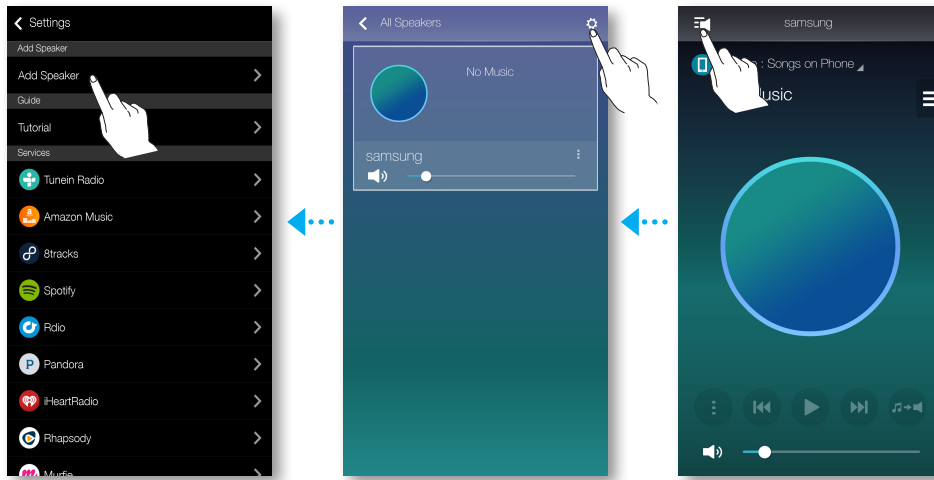 Settings
Add Speaker
Add Speaker
Guide
Tutorial
Services
Tunein Radio
Amazon Music
8tracks
Spotify
Rdio
P Pandora
iHeartRadio
Rhapsody
Murfie
All Speakers
No Music
samsung
samsung
: Songs on Phone
usic